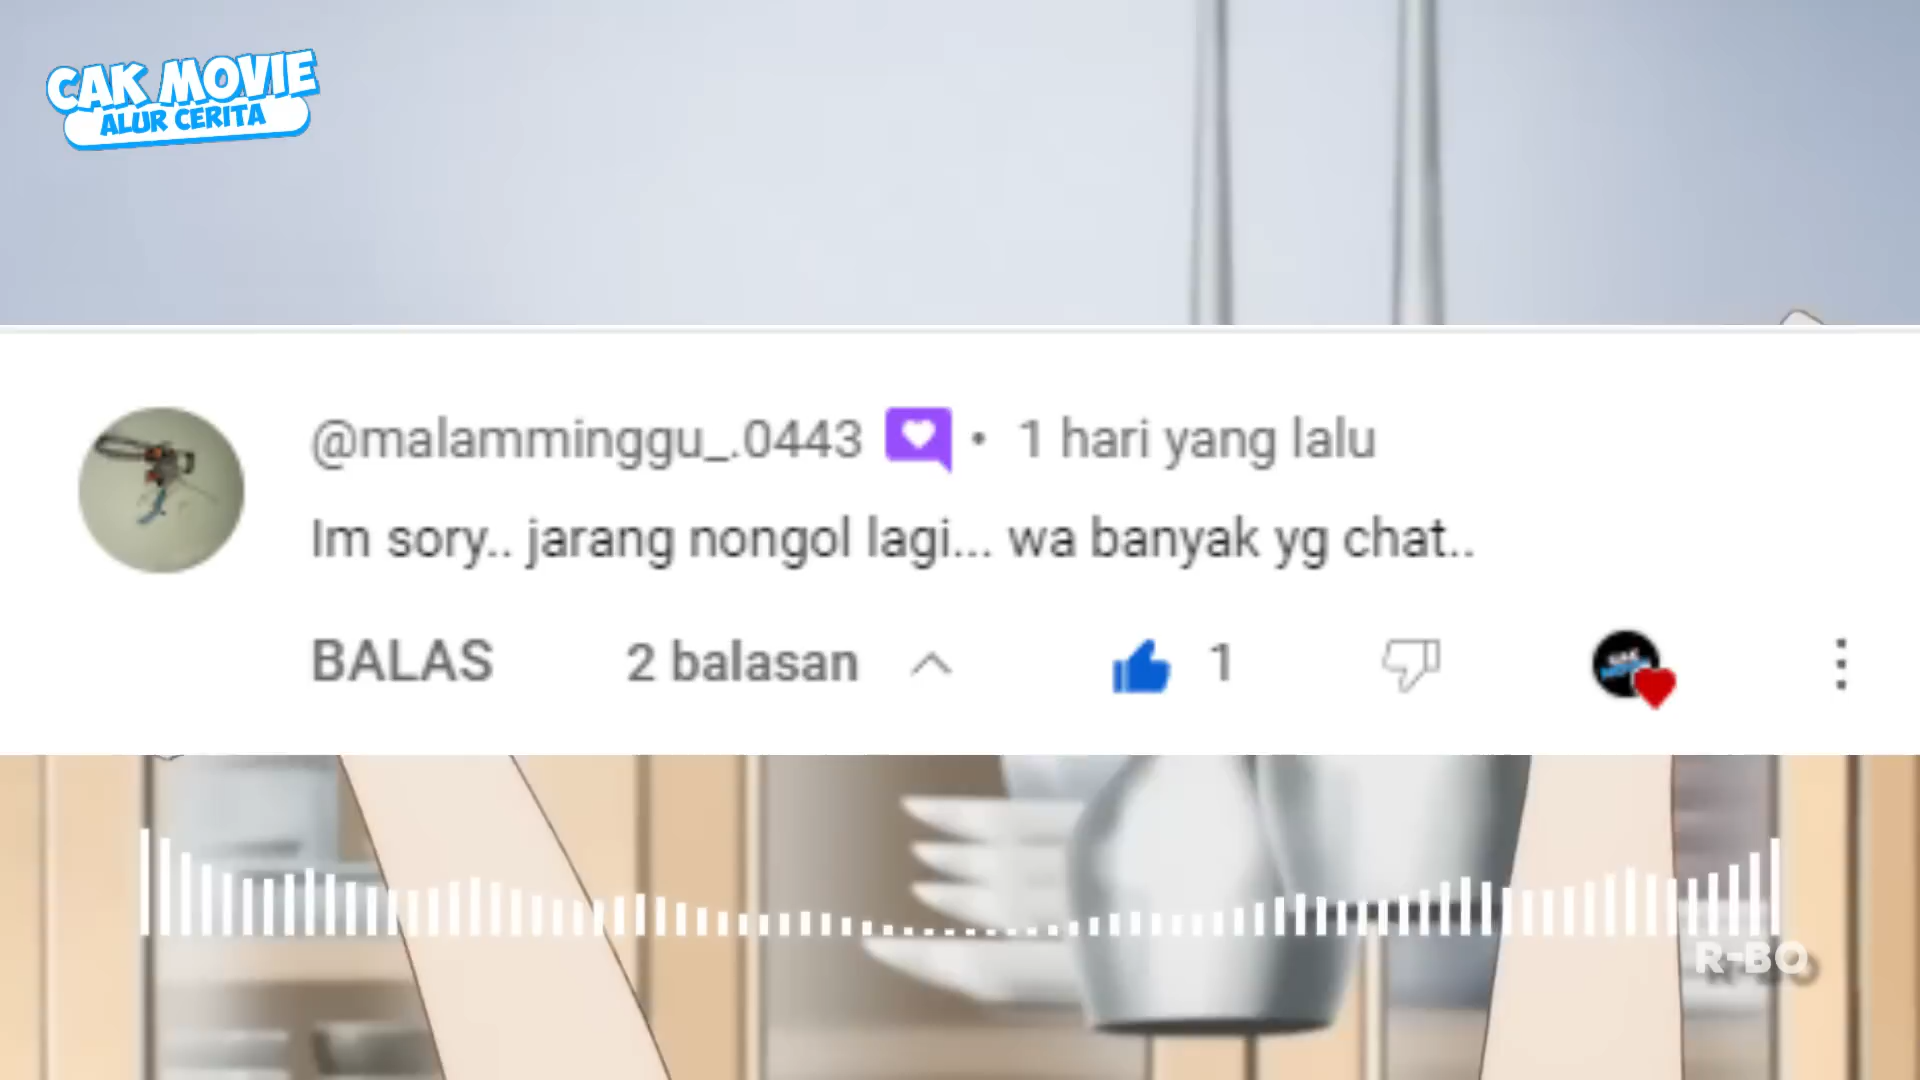 CAK MOVIE
ALUR CERITA
@malamminggu_.0443 • 1 hari yang lalu
Im sory.. jarang nongol lagi... wa banyak yg chat..
BALAS 2 balasan 1
R-BO